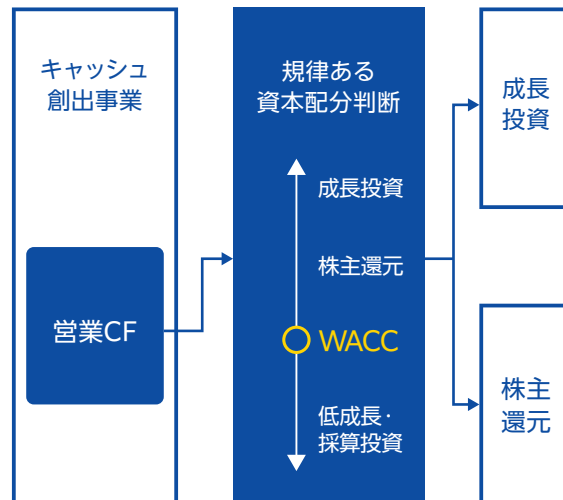 キャッシュ
創出事業
営業CF
規律ある
資本配分判断
成長投資
株主還元
WACC
低成長・
採算投資
成長
投資
株主
還元